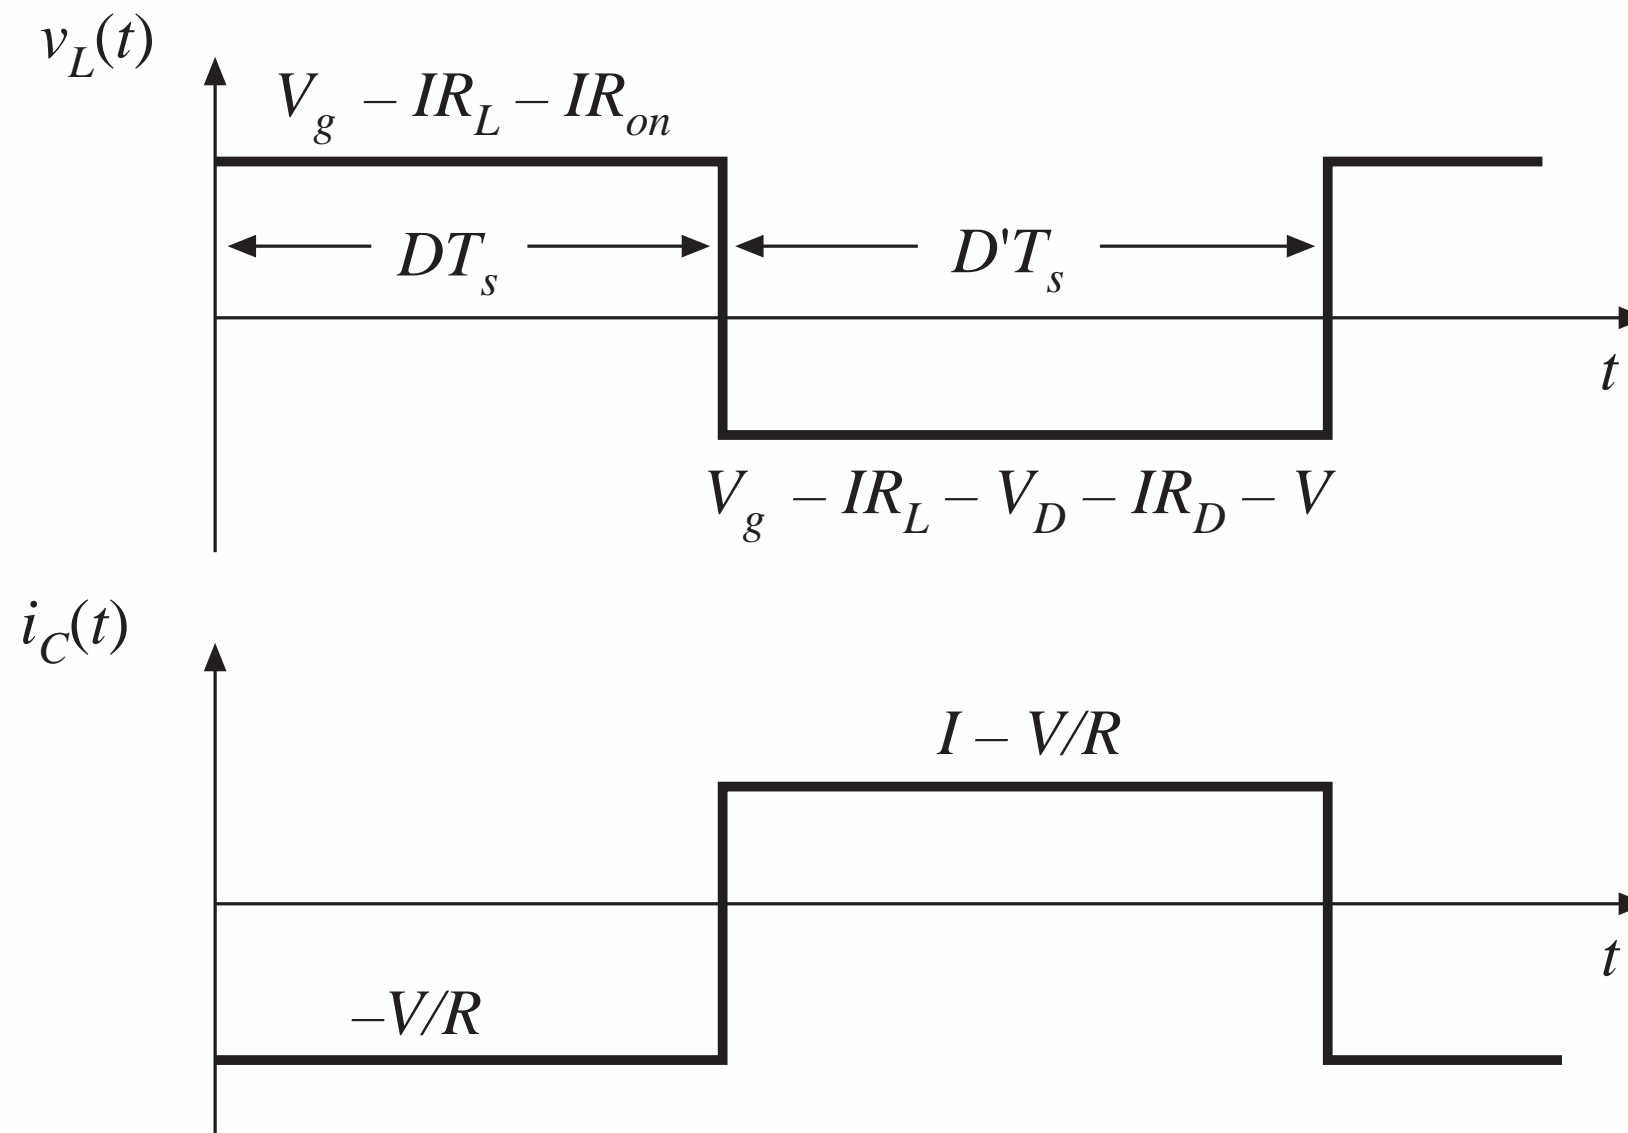 v_L(t)
V_g – IR_L – IR_on
DT_s
D'T_s
t
V_g – IR_L – V_D – IR_D – V
i_C(t)
I – V/R
t
–V/R